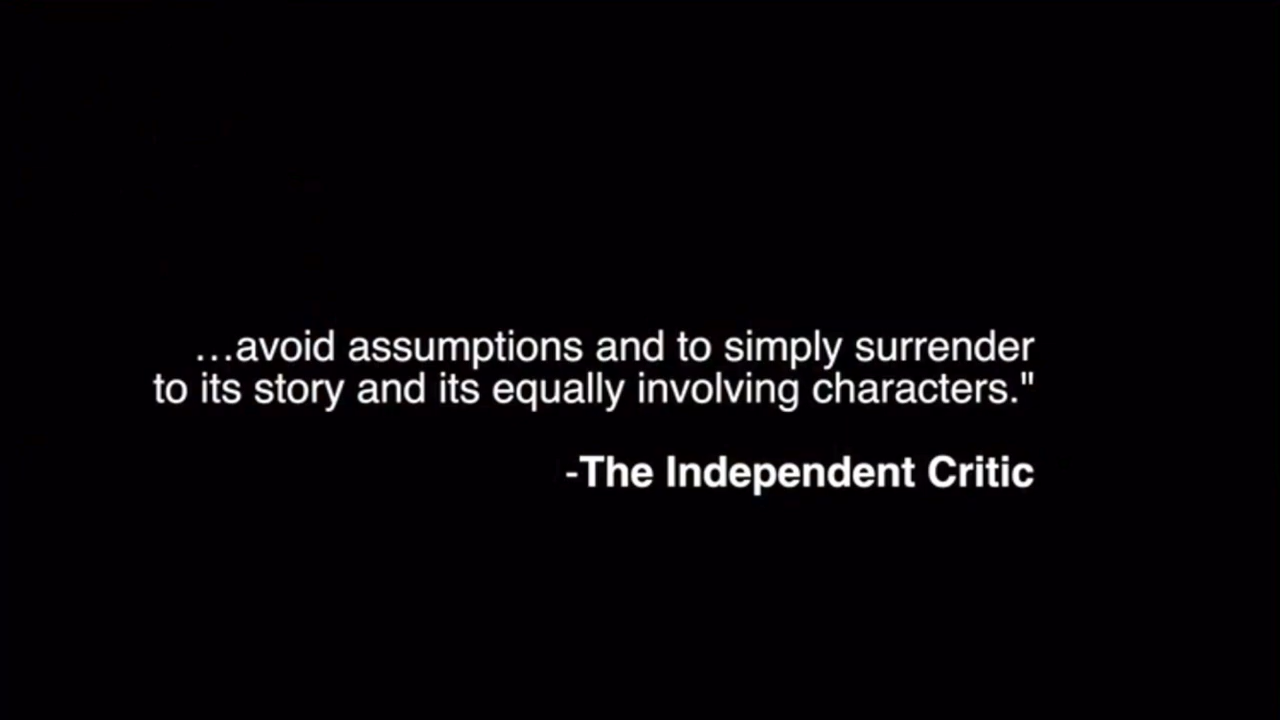 …avoid assumptions and to simply surrender
to its story and its equally involving characters."
-The Independent Critic